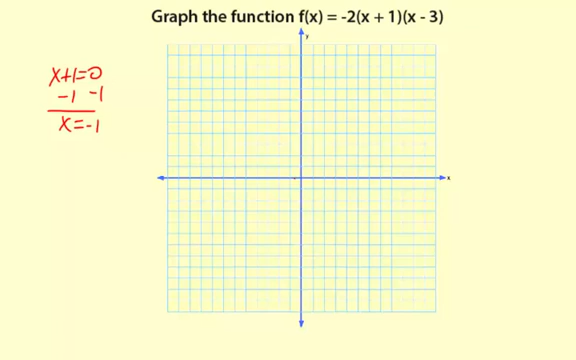 Graph the function f(x) = -2(x + 1)(x - 3)
y
x+1=0
-1 -1
x=-1
x